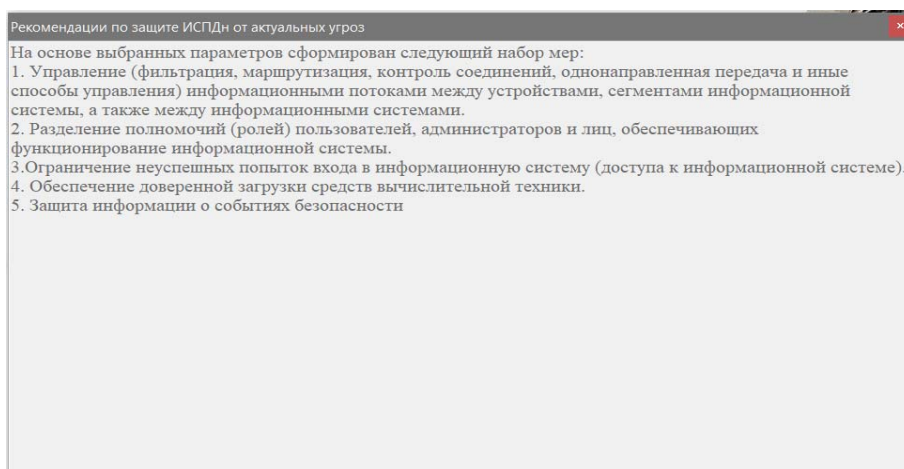 Рекомендации по защите ИСПДн от актуальных угроз
На основе выбранных параметров сформирован следующий набор мер:
1. Управление (фильтрация, маршрутизация, контроль соединений, однонаправленная передача и иные
способы управления) информационными потоками между устройствами, сегментами информационной
системы, а также между информационными системами.
2. Разделение полномочий (ролей) пользователей, администраторов и лиц, обеспечивающих
функционирование информационной системы.
3.Ограничение неуспешных попыток входа в информационную систему (доступа к информационной системе).
4. Обеспечение доверенной загрузки средств вычислительной техники.
5. Защита информации о событиях безопасности